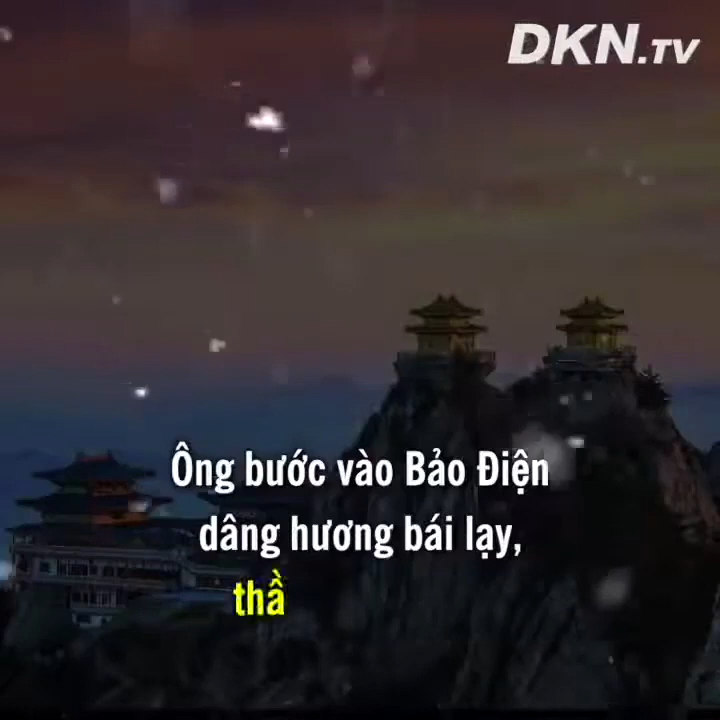 DKN.TV
Ông bước vào Bảo Điện
dâng hương bái lạy,
thầ